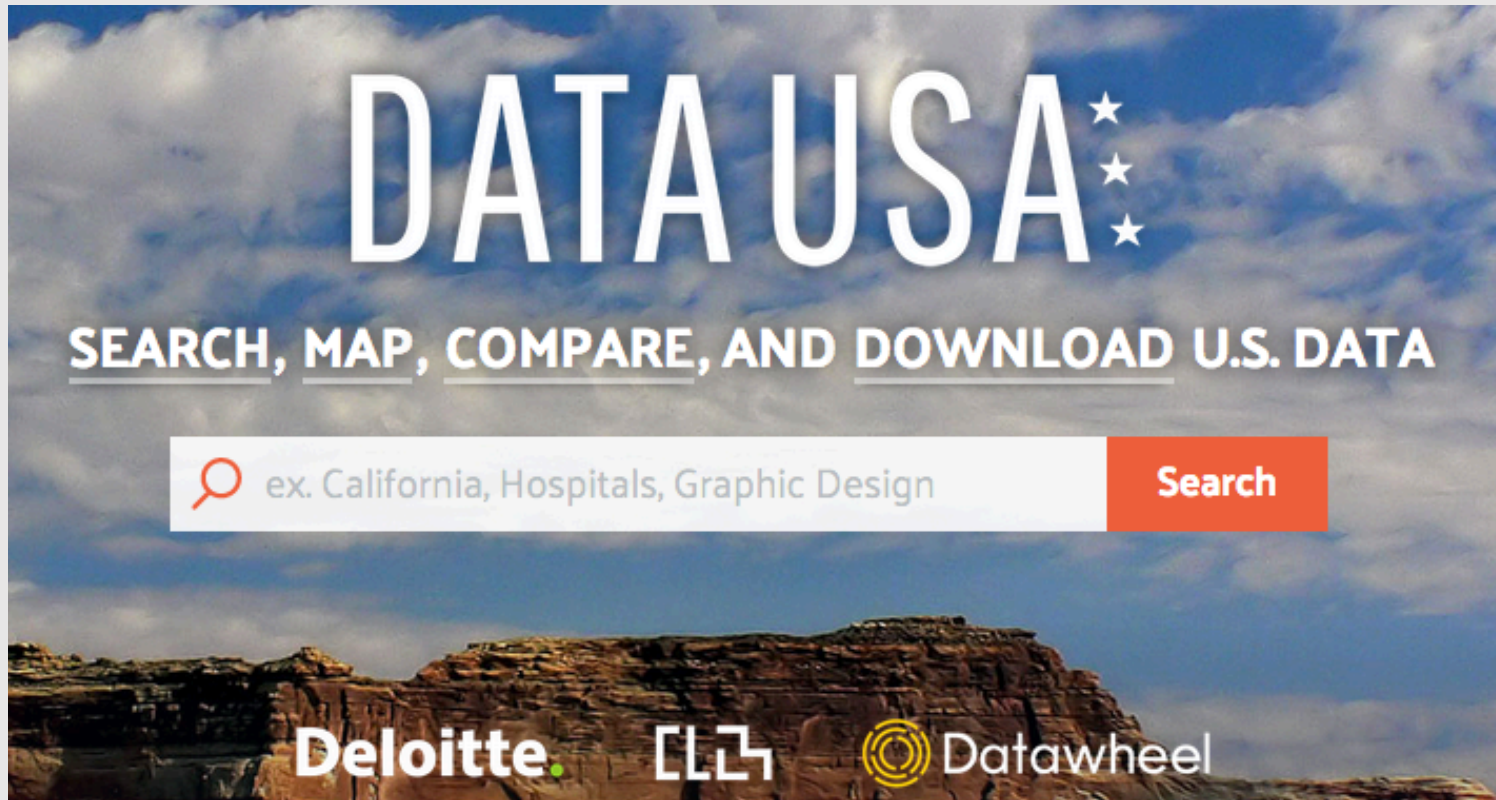 DATA USA
SEARCH, MAP, COMPARE, AND DOWNLOAD U.S. DATA
ex. California, Hospitals, Graphic Design Search
Deloitte. Datawheel